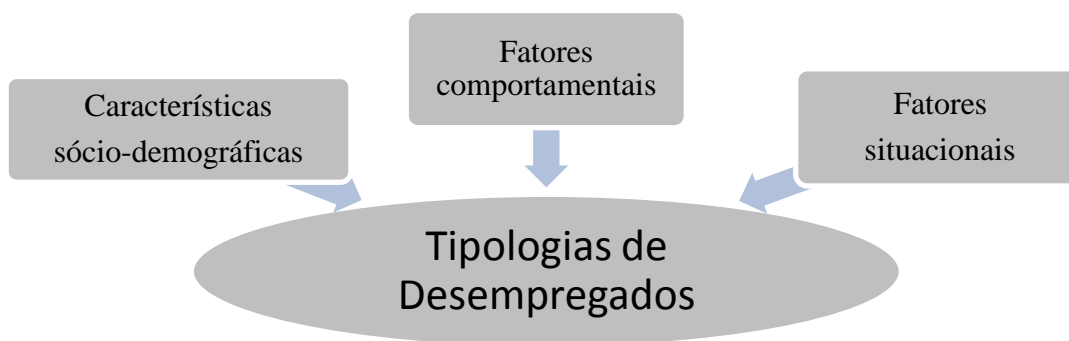 Características
sócio-demográficas
Fatores
comportamentais
Fatores
situacionais
Tipologias de
Desempregados